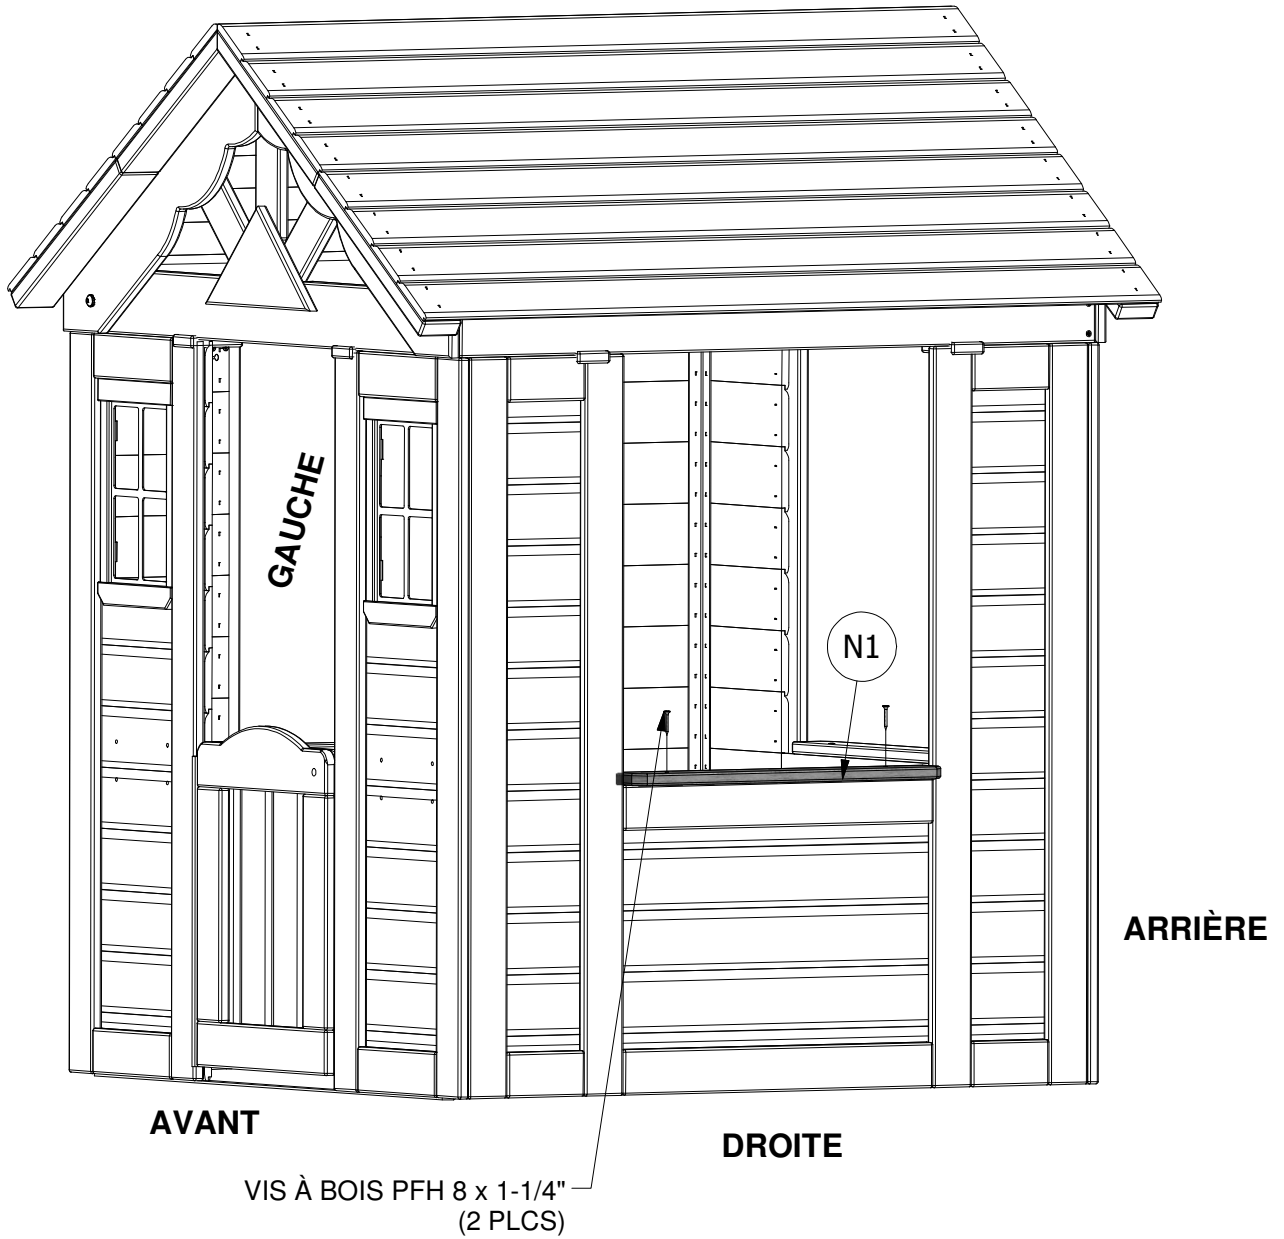 GAUCHE
N1
ARRIÈRE
AVANT
DROITE
VIS À BOIS PFH 8 x 1-1/4"
(2 PLCS)